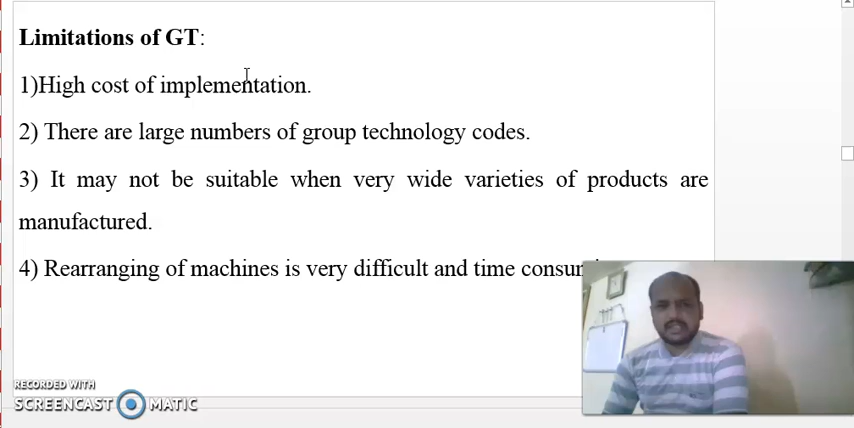 Limitations of GT:
1)High cost of implementation.
2) There are large numbers of group technology codes.
3) It may not be suitable when very wide varieties of products are
manufactured.
4) Rearranging of machines is very difficult and time
RECORDED WITH
SCREENCAST MATIC